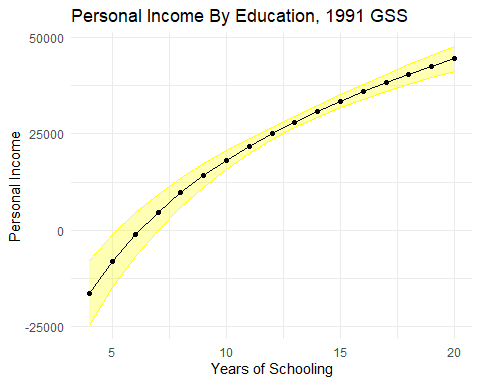 Personal Income By Education, 1991 GSS
50000
25000
0
-25000
Personal Income
5 10 15 20
Years of Schooling